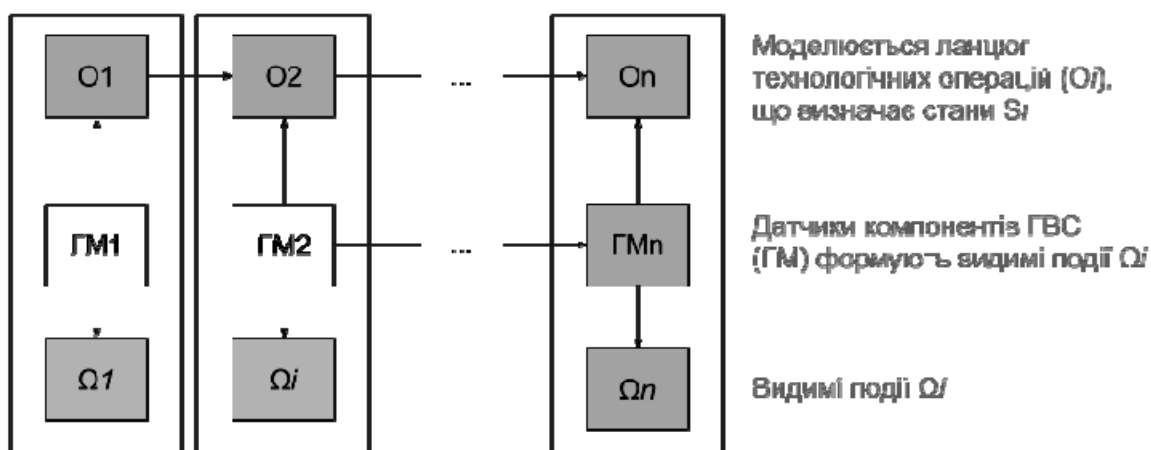 O1 O2 ... On
Моделюється ланцюг
технологічних операцій (Oi),
що визначає стани Si
ГМ1 ГМ2 ... ГМn
Датчики компонентів ГВС
(ГМ) формують видимі події Ωi
Ω1 Ωi Ωn
Видимі події Ωi